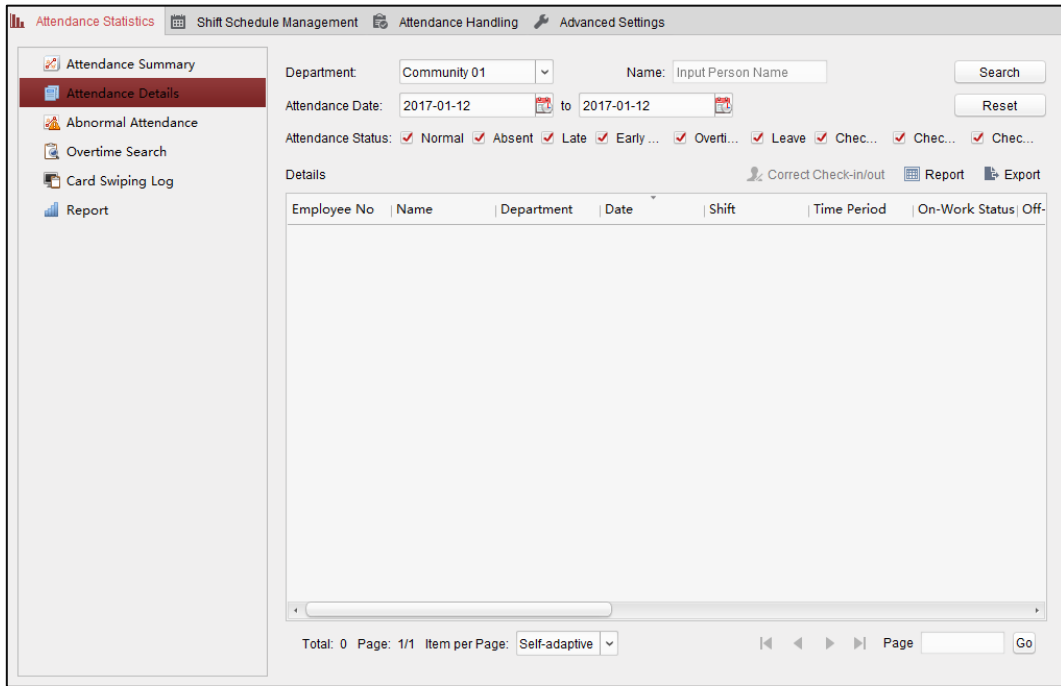 Attendance Statistics Shift Schedule Management Attendance Handling Advanced Settings
Attendance Summary
Attendance Details
Abnormal Attendance
Overtime Search
Card Swiping Log
Report
Department: Community 01 Name: Input Person Name Search
Attendance Date: 2017-01-12 to 2017-01-12 Reset
Attendance Status: Normal Absent Late Early ... Overti... Leave Chec... Chec... Chec...
Details Correct Check-in/out Report Export
Employee No Name Department Date Shift Time Period On-Work Status Off-
Total: 0 Page: 1/1 Item per Page: Self-adaptive Page Go